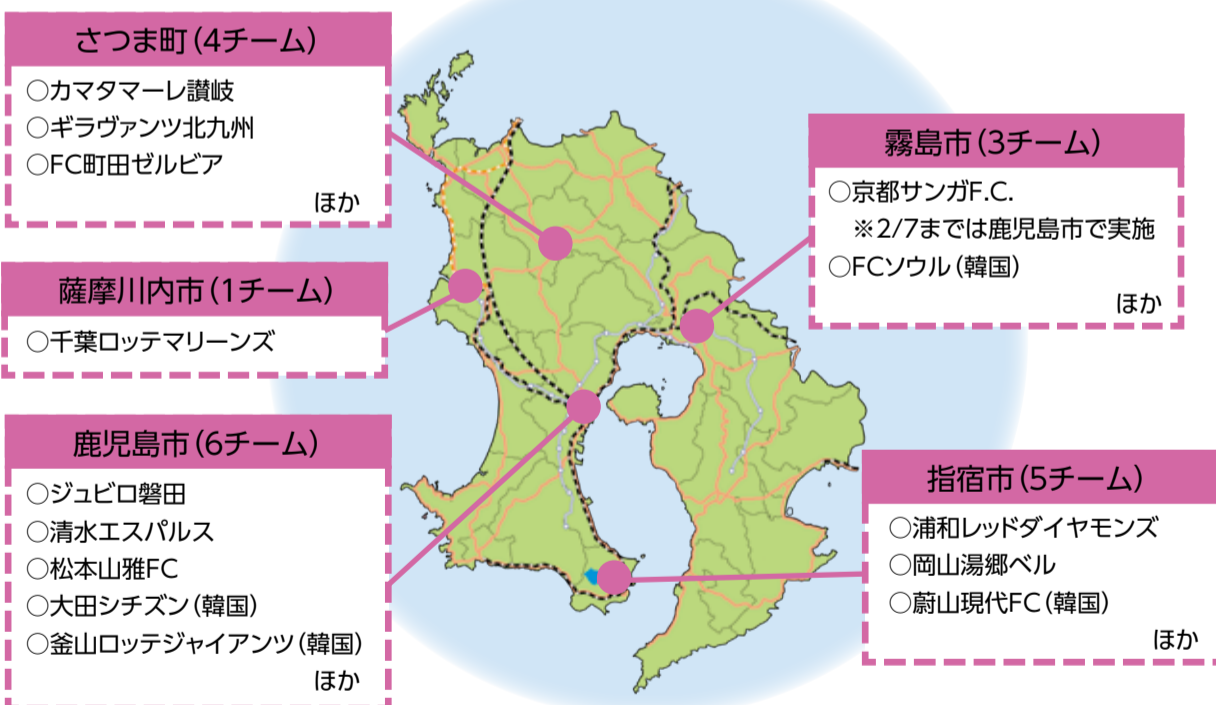 さつま町(4チーム)
○カマタマーレ讃岐
○ギラヴァンツ北九州
○FC町田ゼルビア
ほか
薩摩川内市(1チーム)
○千葉ロッテマリーンズ
鹿児島市(6チーム)
○ジュビロ磐田
○清水エスパルス
○松本山雅FC
○大田シチズン(韓国)
○釜山ロッテジャイアンツ(韓国)
ほか
霧島市(3チーム)
○京都サンガF.C.
※2/7までは鹿児島市で実施
○FCソウル(韓国)
ほか
指宿市(5チーム)
○浦和レッドダイヤモンズ
○岡山湯郷ベル
○蔚山現代FC(韓国)
ほか